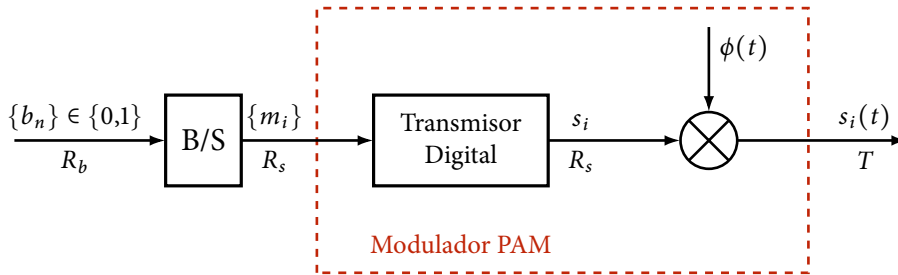 ϕ(t)
{b_n} ∈ {0,1}
R_b
B/S
{m_i}
R_s
Transmisor
Digital
s_i
R_s
s_i(t)
T
Modulador PAM